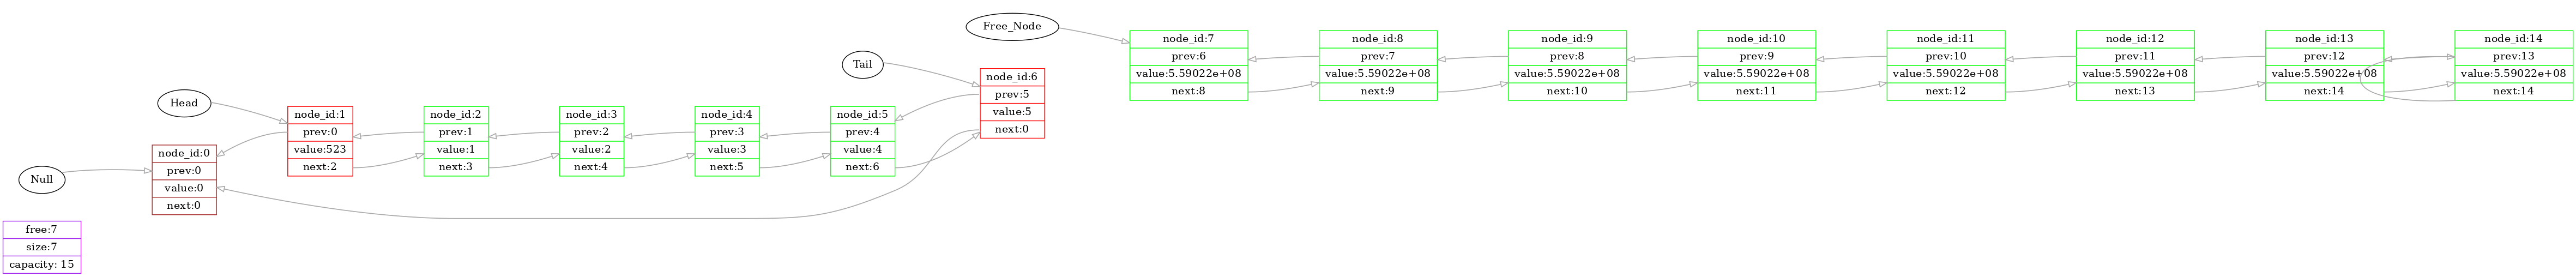 Null
node_id:0
prev:0
value:0
next:0
free:7
size:7
capacity: 15
Head
node_id:1
prev:0
value:523
next:2
node_id:2
prev:1
value:1
next:3
node_id:3
prev:2
value:2
next:4
node_id:4
prev:3
value:3
next:5
node_id:5
prev:4
value:4
next:6
Tail
node_id:6
prev:5
value:5
next:0
Free_Node
node_id:7
prev:6
value:5.59022e+08
next:8
node_id:8
prev:7
value:5.59022e+08
next:9
node_id:9
prev:8
value:5.59022e+08
next:10
node_id:10
prev:9
value:5.59022e+08
next:11
node_id:11
prev:10
value:5.59022e+08
next:12
node_id:12
prev:11
value:5.59022e+08
next:13
node_id:13
prev:12
value:5.59022e+08
next:14
node_id:14
prev:13
value:5.59022e+08
next:14